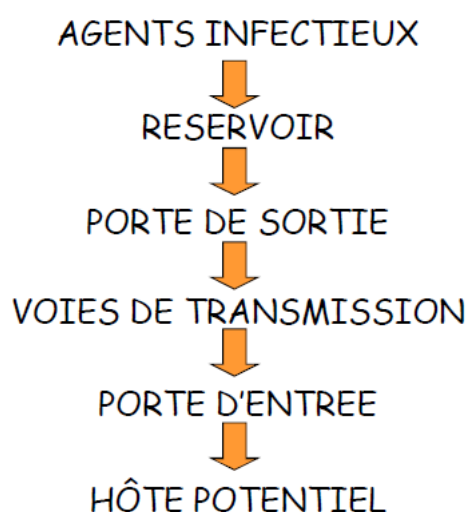 AGENTS INFECTIEUX
RESERVOIR
PORTE DE SORTIE
VOIES DE TRANSMISSION
PORTE D'ENTREE
HÔTE POTENTIEL